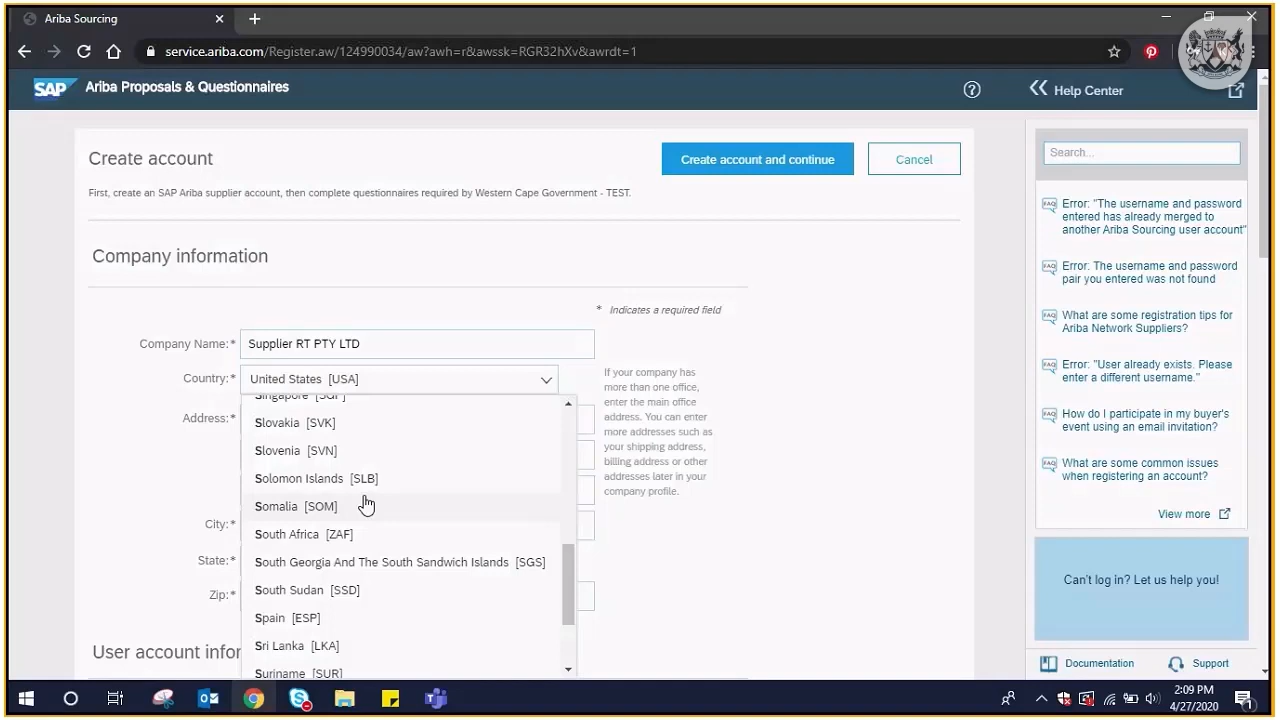 Ariba Sourcing
service.ariba.com/Register.aw/124990034/aw?awh=r&awssk=RGR32hXv&awrdt=1
SAP
Ariba Proposals & Questionnaires
Help Center
Create account
Create account and continue
Cancel
First, create an SAP Ariba supplier account, then complete questionnaires required by Western Cape Government - TEST.
Company information
* Indicates a required field
Company Name:*
Supplier RT PTY LTD
Country:*
United States [USA]
If your company has
more than one office,
enter the main office
address. You can enter
more addresses such as
your shipping address,
billing address or other
addresses later in your
company profile.
Address:*
City:*
State:*
Zip:*
Singapore [SGP]
Slovakia [SVK]
Slovenia [SVN]
Solomon Islands [SLB]
Somalia [SOM]
South Africa [ZAF]
South Georgia And The South Sandwich Islands [SGS]
South Sudan [SSD]
Spain [ESP]
Sri Lanka [LKA]
Suriname [SUR]
User account infor
Search...
FAQ
Error: "The username and password
entered has already merged to
another Ariba Sourcing user account"
FAQ
Error: The username and password
pair you entered was not found
FAQ
What are some registration tips for
Ariba Network Suppliers?
FAQ
Error: "User already exists. Please
enter a different username."
FAQ
How do I participate in my buyer's
event using an email invitation?
FAQ
What are some common issues
when registering an account?
View more
Can't log in? Let us help you!
Documentation
Support
2:09 PM
4/27/2020